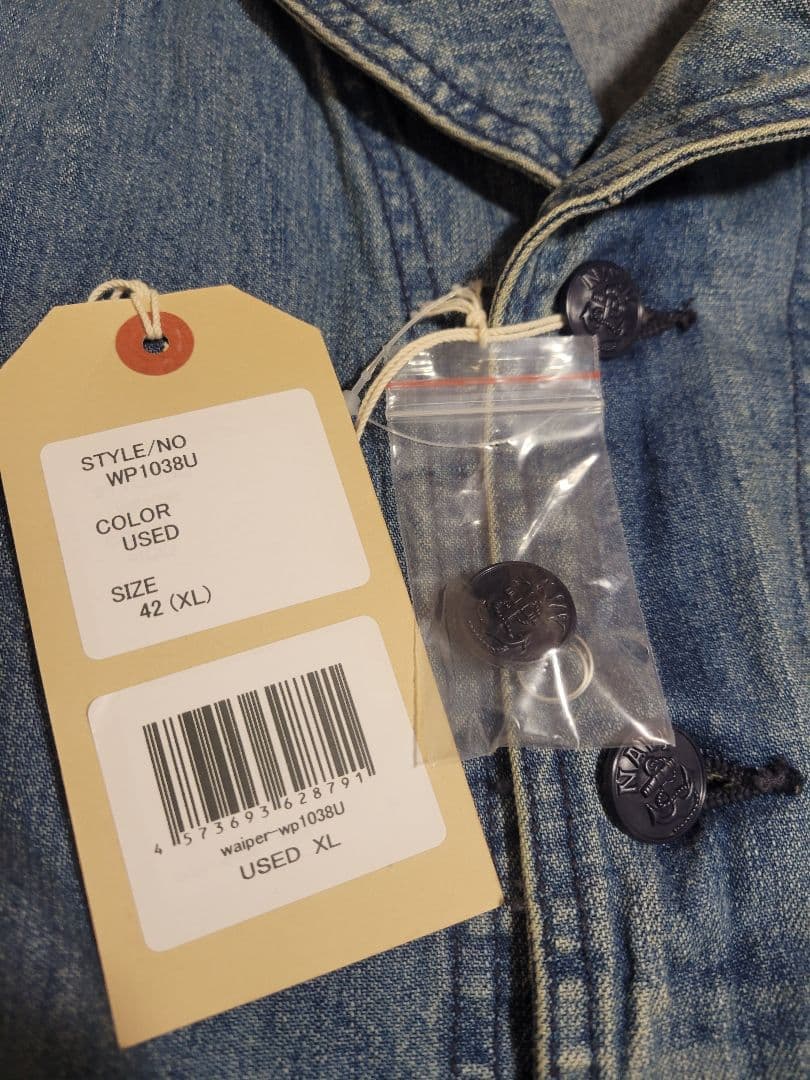 STYLE/NO
WP1038U
COLOR
USED
SIZE
42 (XL)
4 573693 628791
waiper-wp1038U
USED XL